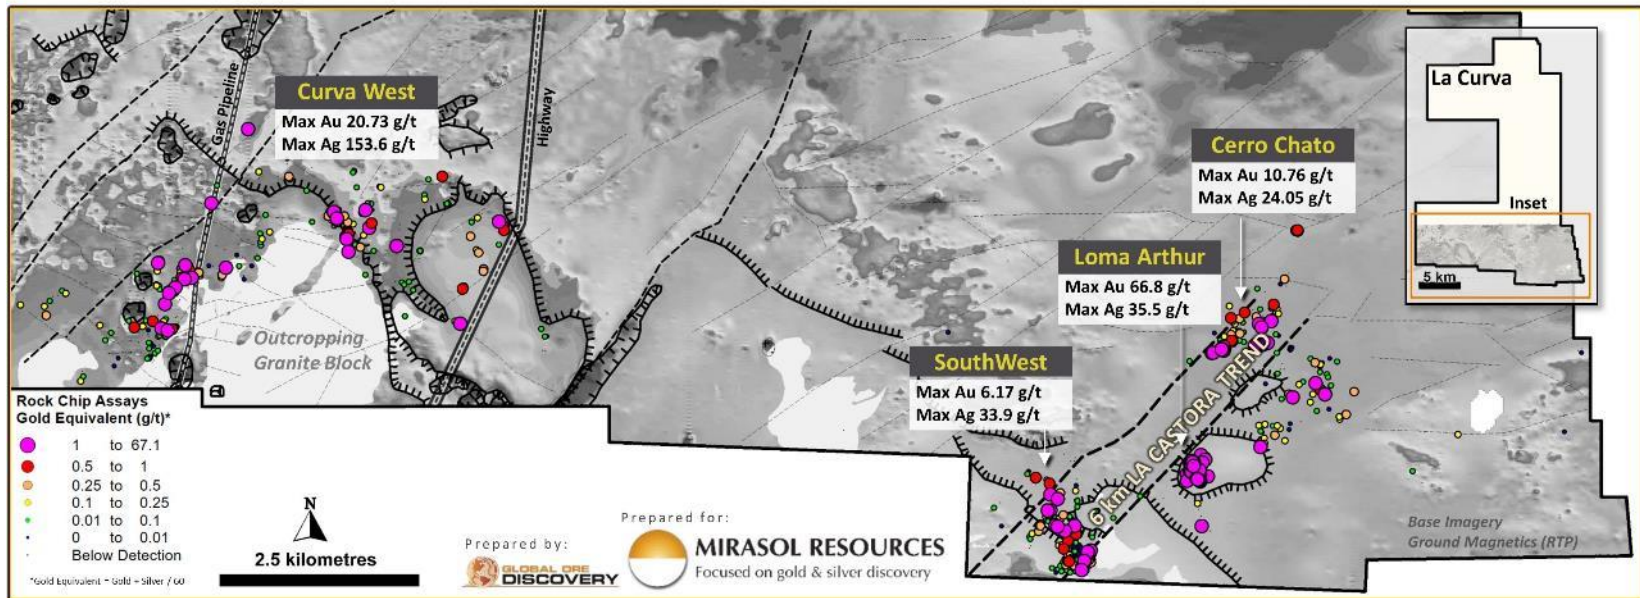 Gas Pipeline
Curva West
Max Au 20.73 g/t
Max Ag 153.6 g/t
Highway
Outcropping
Granite Block
Cerro Chato
Max Au 10.76 g/t
Max Ag 24.05 g/t
Loma Arthur
Max Au 66.8 g/t
Max Ag 35.5 g/t
SouthWest
Max Au 6.17 g/t
Max Ag 33.9 g/t
6 km LA CASTORA TREND
La Curva
Inset
5 km
Rock Chip Assays
Gold Equivalent (g/t)*
1 to 67.1
0.5 to 1
0.25 to 0.5
0.1 to 0.25
0.01 to 0.1
0 to 0.01
Below Detection
*Gold Equivalent = Gold + Silver / 60
N
2.5 kilometres
Prepared by:
GLOBAL ORE
DISCOVERY
Prepared for:
MIRASOL RESOURCES
Focused on gold & silver discovery
Base Imagery
Ground Magnetics (RTP)